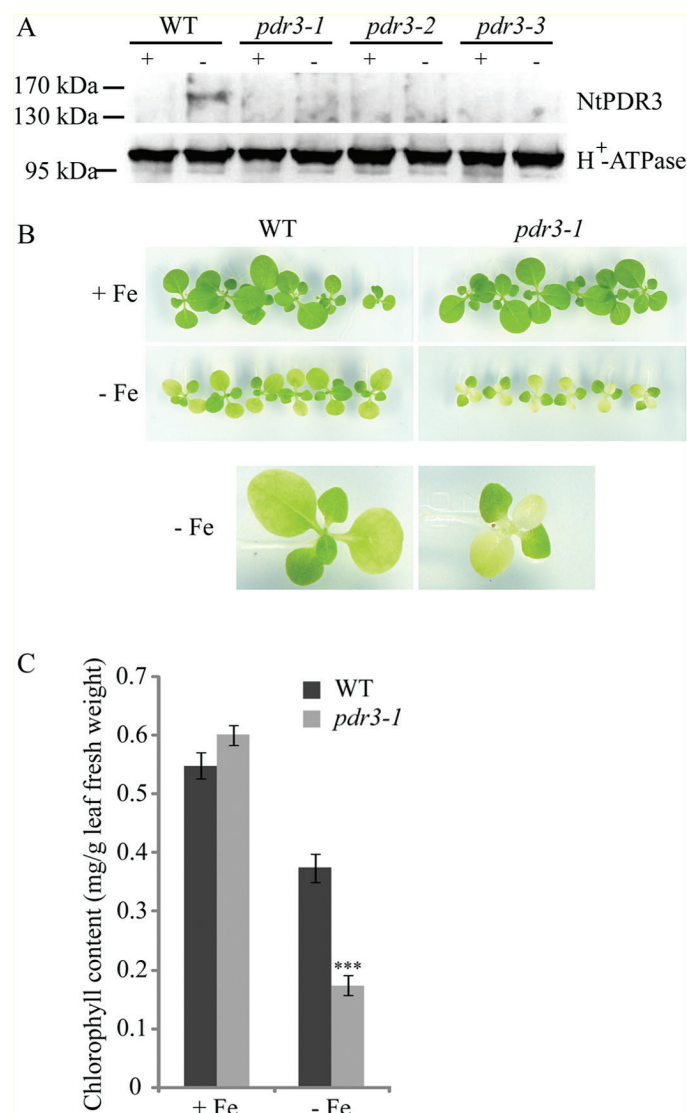 A
WT pdr3-1 pdr3-2 pdr3-3
+ - + - + - + -
170 kDa
130 kDa
NtPDR3
95 kDa
H+-ATPase
B
WT pdr3-1
+ Fe
- Fe
- Fe
C
Chlorophyll content (mg/g leaf fresh weight)
0.7
0.6
0.5
0.4
0.3
0.2
0.1
0
WT
pdr3-1
***
+ Fe - Fe